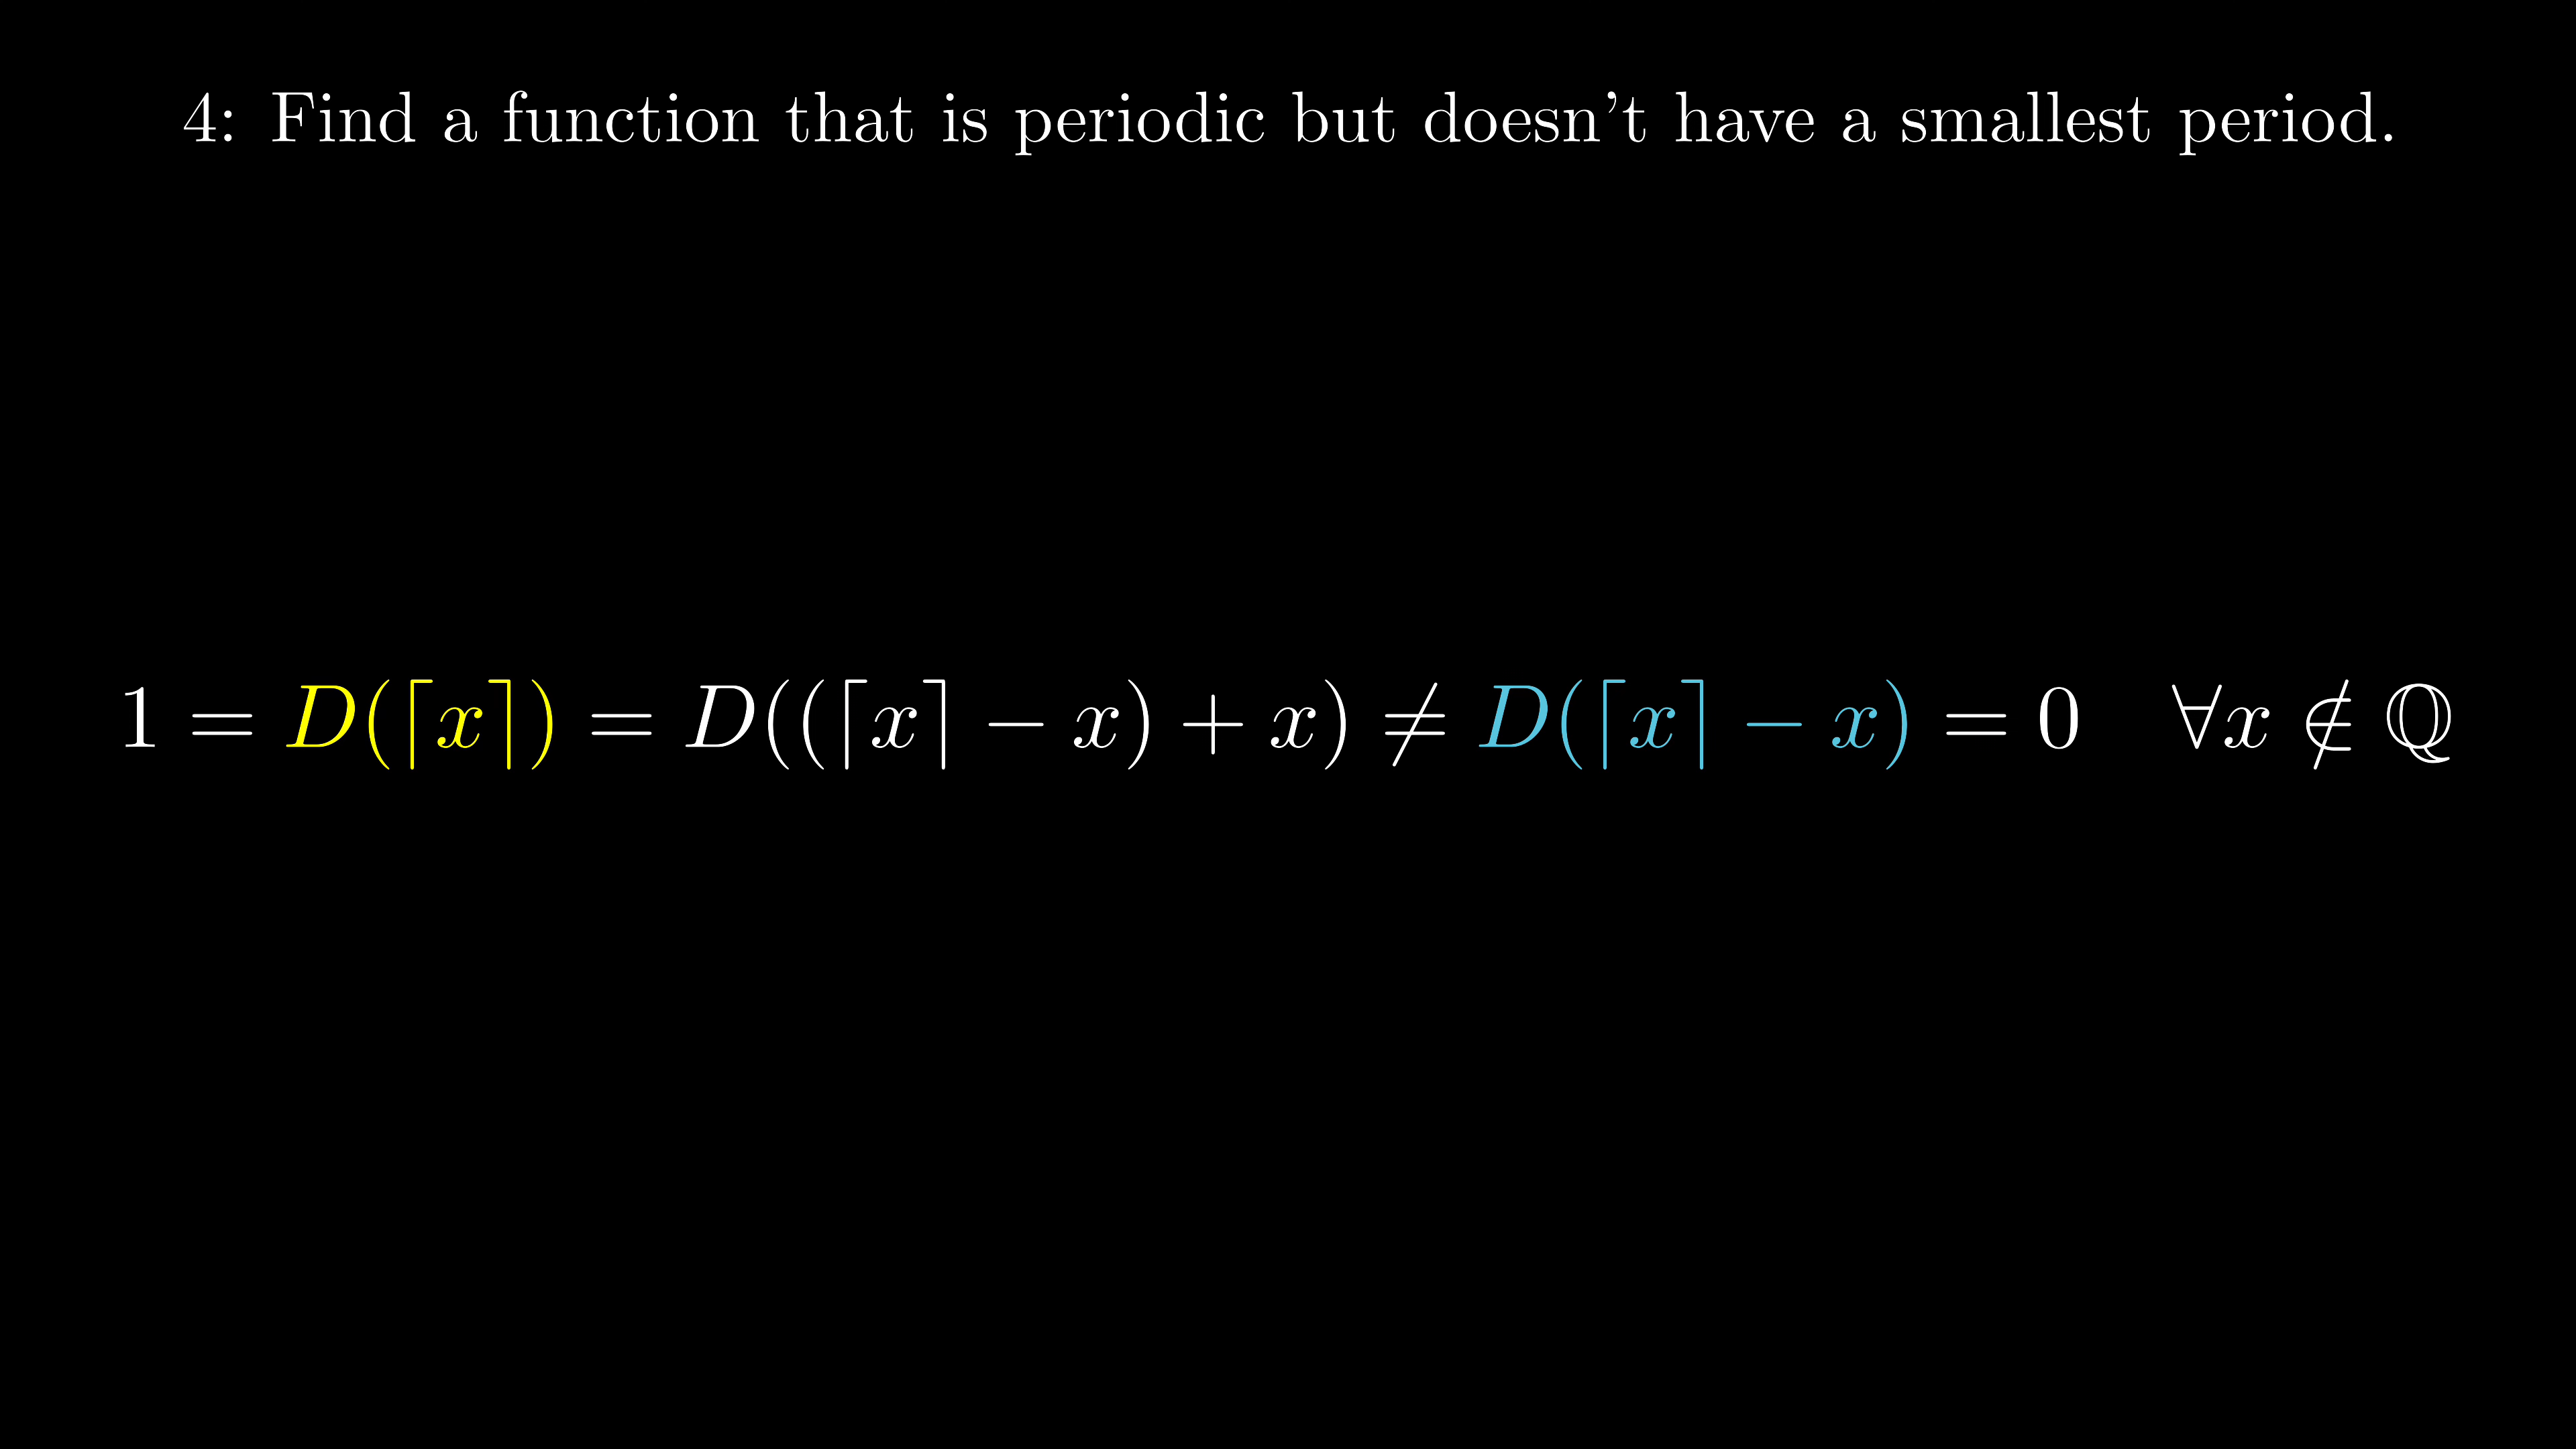 4: Find a function that is periodic but doesn't have a smallest period.
1 = D(⌈x⌉) = D((⌈x⌉ − x) + x) ≠ D(⌈x⌉ − x) = 0 ∀x ∉ ℚ